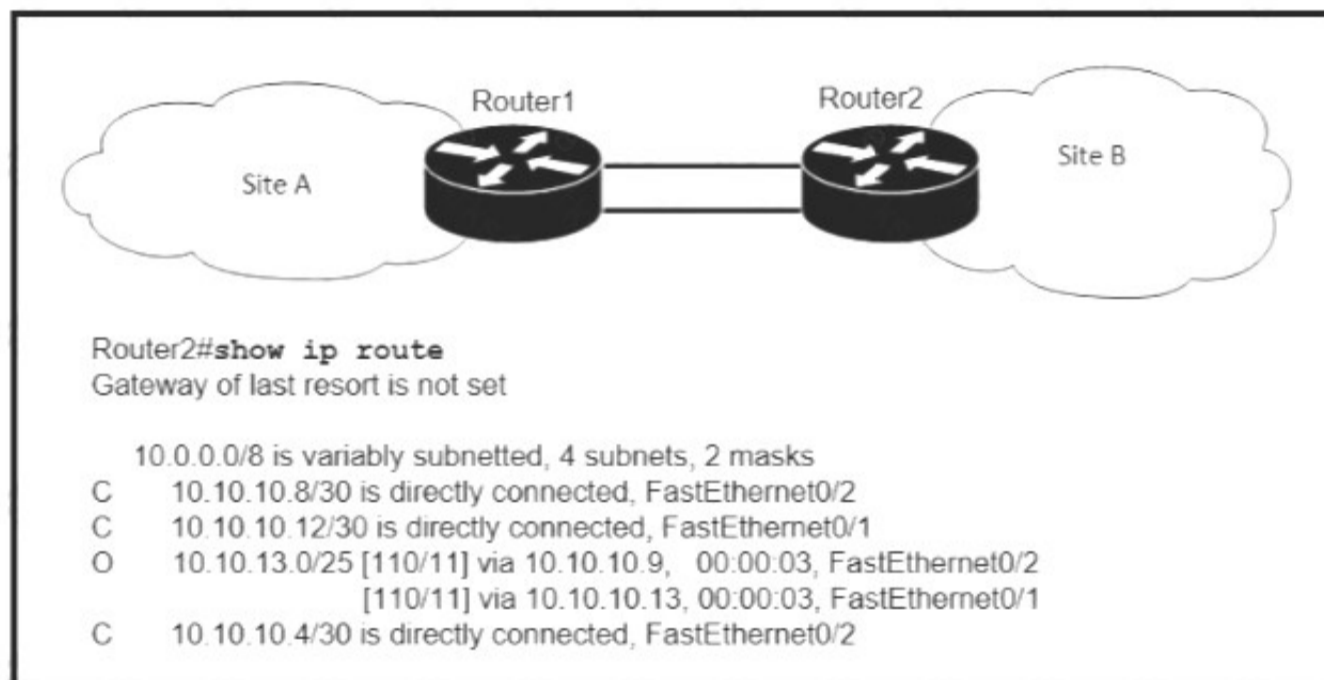 Router1
Router2
Site A
Site B
Router2#show ip route
Gateway of last resort is not set
10.0.0.0/8 is variably subnetted, 4 subnets, 2 masks
C 10.10.10.8/30 is directly connected, FastEthernet0/2
C 10.10.10.12/30 is directly connected, FastEthernet0/1
O 10.10.13.0/25 [110/11] via 10.10.10.9, 00:00:03, FastEthernet0/2
[110/11] via 10.10.10.13, 00:00:03, FastEthernet0/1
C 10.10.10.4/30 is directly connected, FastEthernet0/2